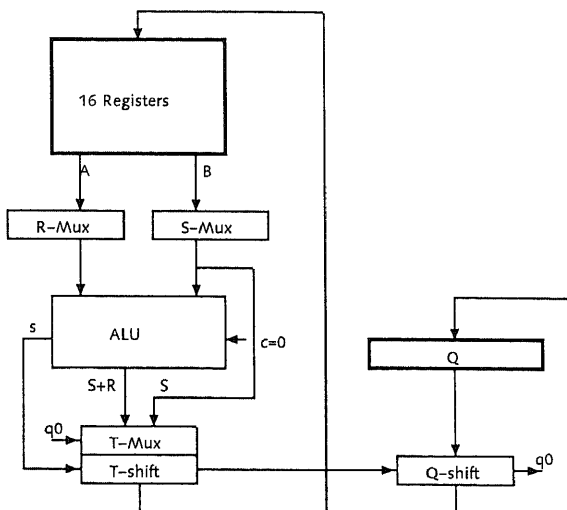 16 Registers
A
B
R-Mux
S-Mux
s
ALU
c=0
Q
S+R
S
q0
T-Mux
T-shift
Q-shift
q0